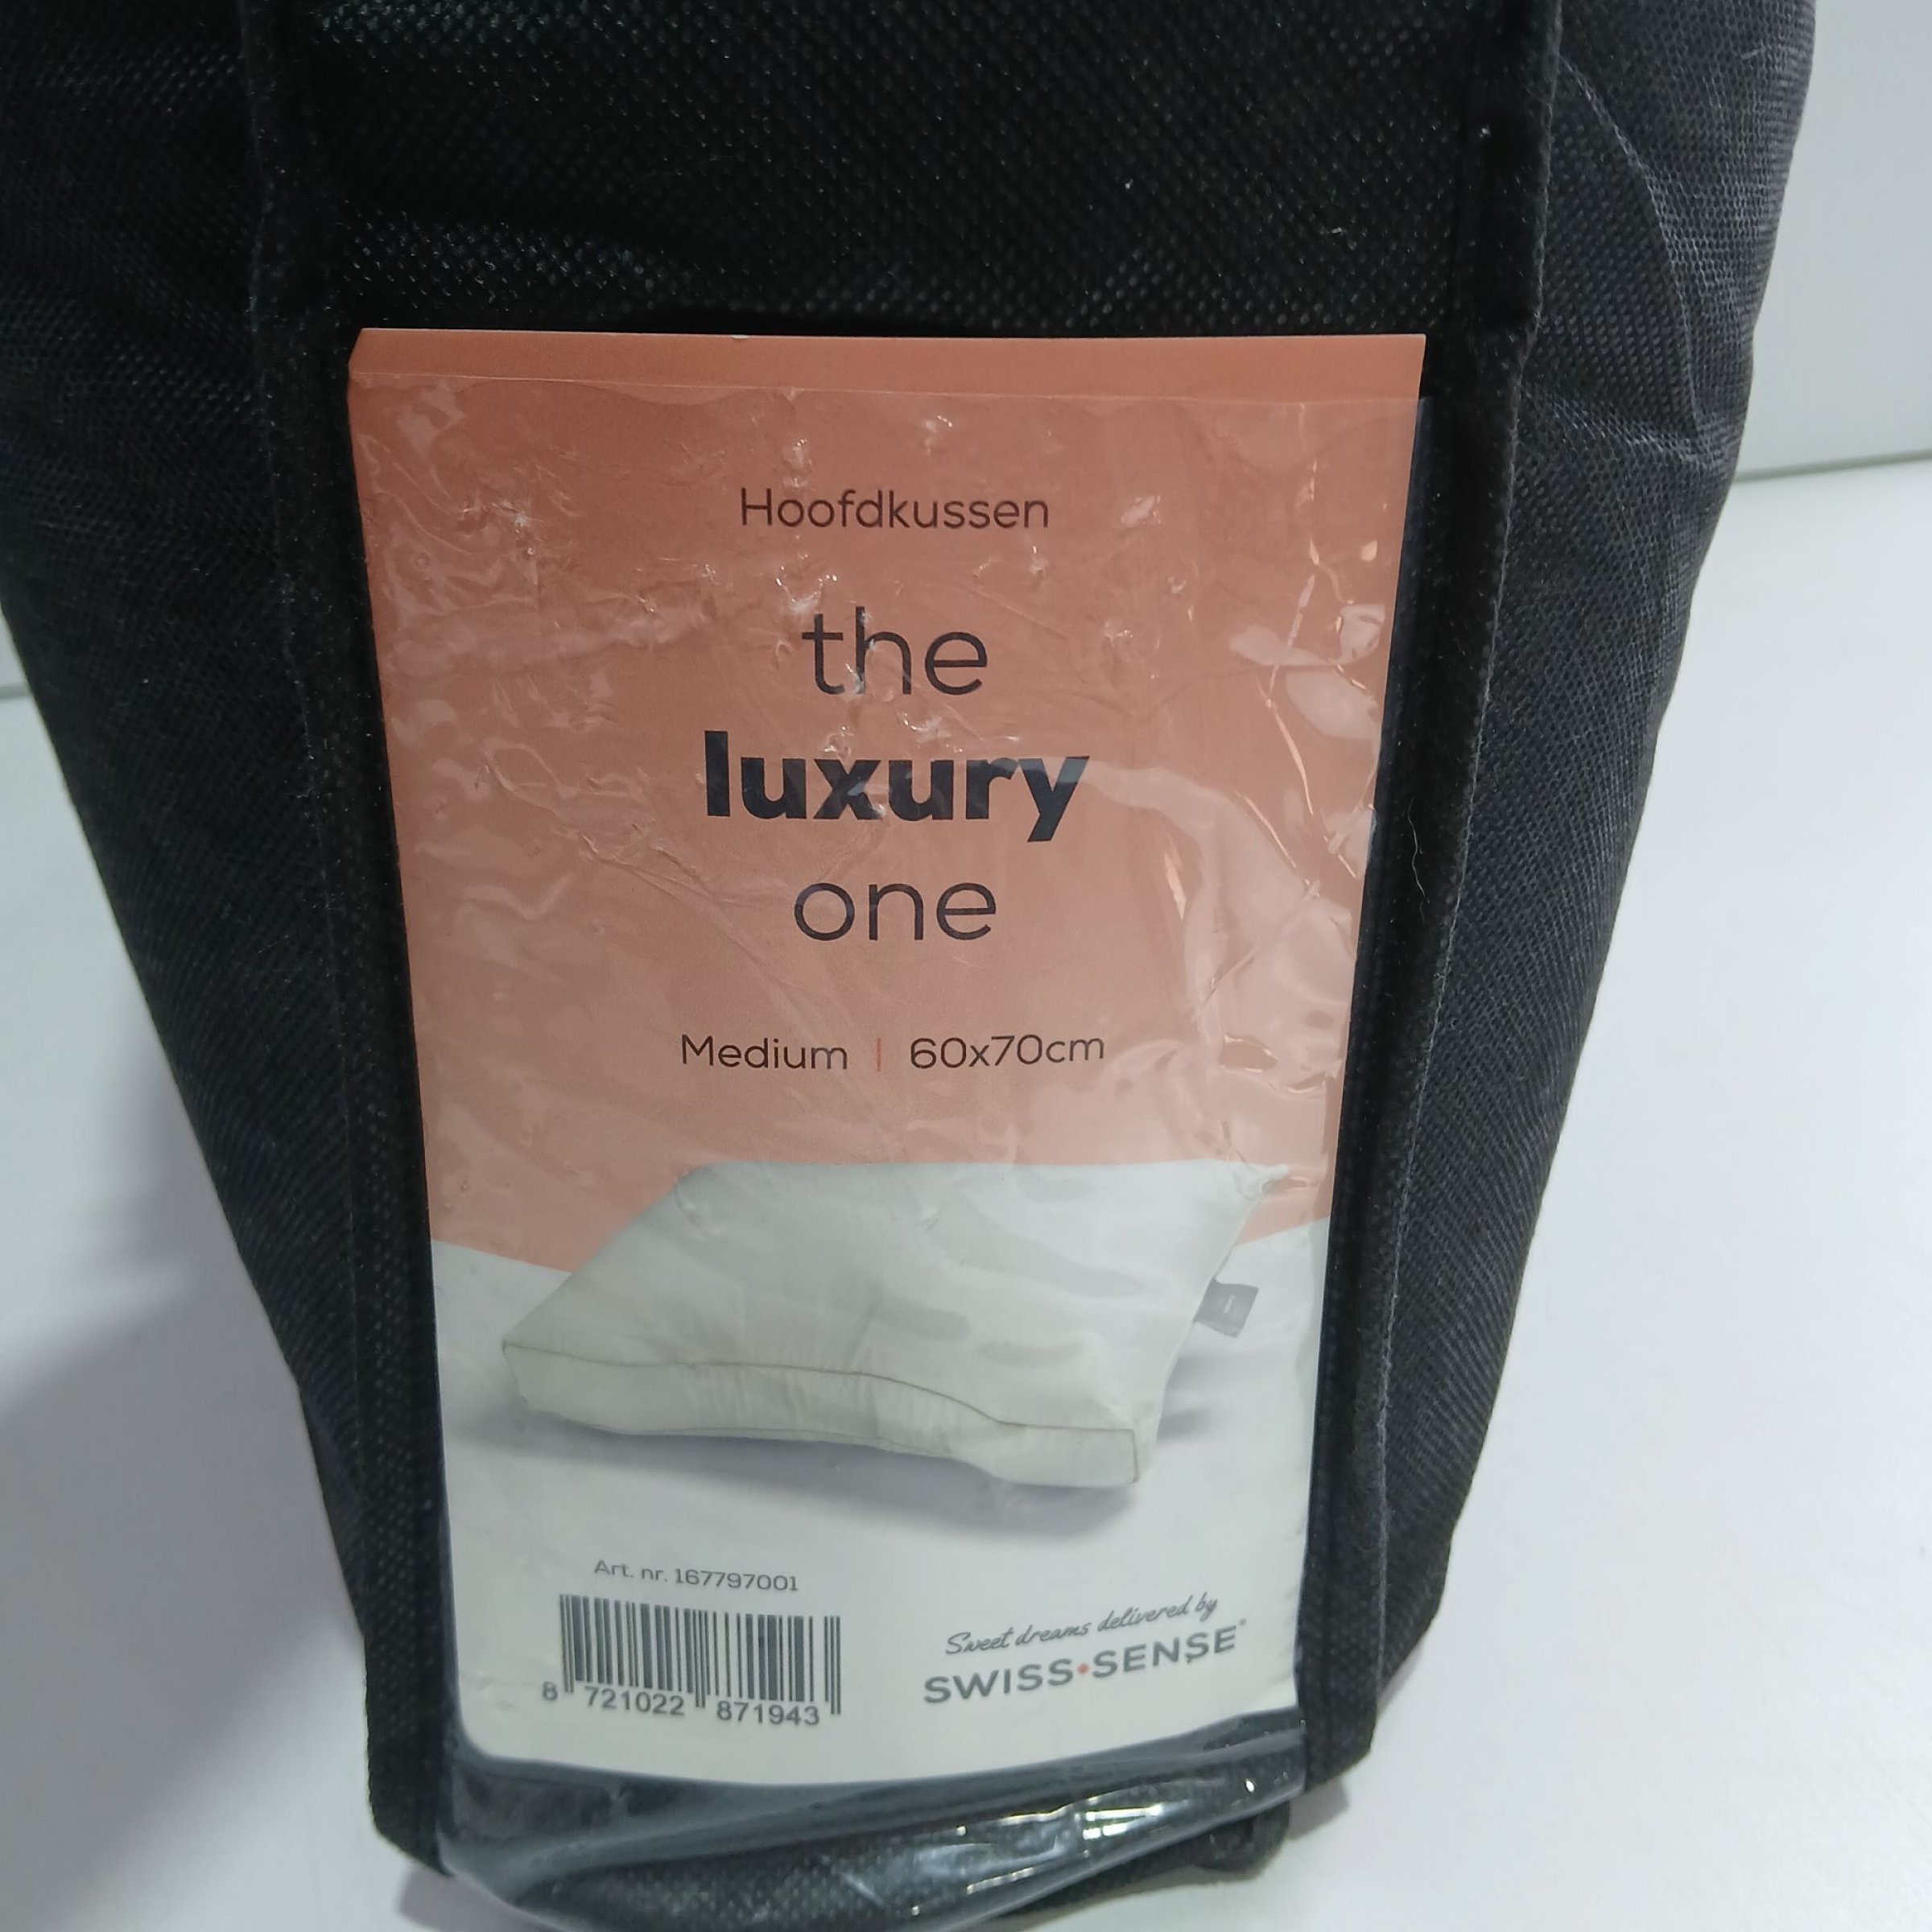 Hoofdkussen
the
luxury
one
Medium | 60x70cm
Art. nr. 167797001
8 721022 871943
Sweet dreams delivered by
SWISS•SENSE